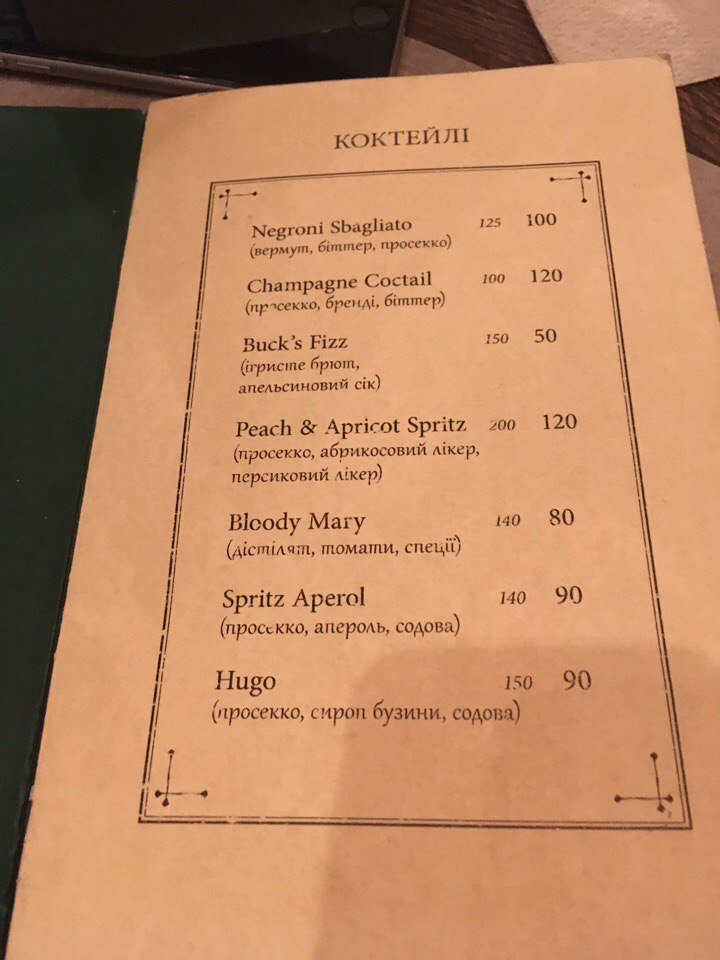 КОКТЕЙЛІ
Negroni Sbagliato 125 100
(вермут, біттер, просекко)
Champagne Coctail 100 120
(просекко, бренді, біттер)
Buck's Fizz 150 50
(ігристе брют,
апельсиновий сік)
Peach & Apricot Spritz 200 120
(просекко, абрикосовий лікер,
персиковий лікер)
Bloody Mary 140 80
(дістілят, томати, спеції)
Spritz Aperol 140 90
(просекко, апероль, содова)
Hugo 150 90
(просекко, сироп бузини, содова)